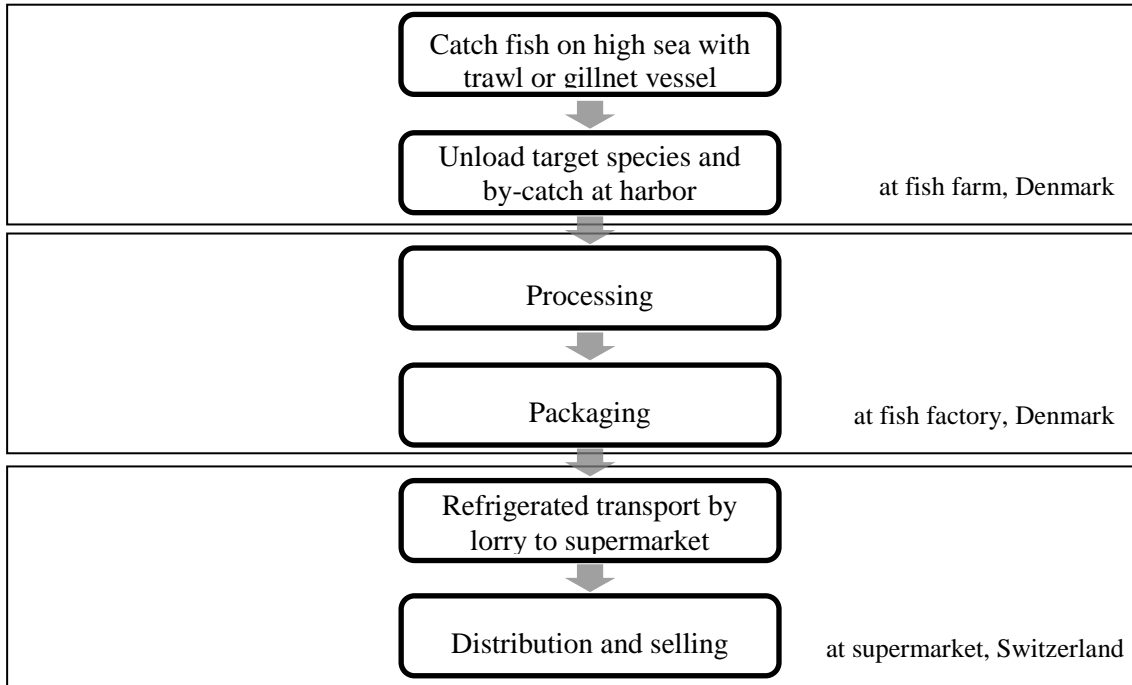 Catch fish on high sea with
trawl or gillnet vessel
Unload target species and
by-catch at harbor
at fish farm, Denmark
Processing
Packaging
at fish factory, Denmark
Refrigerated transport by
lorry to supermarket
Distribution and selling
at supermarket, Switzerland